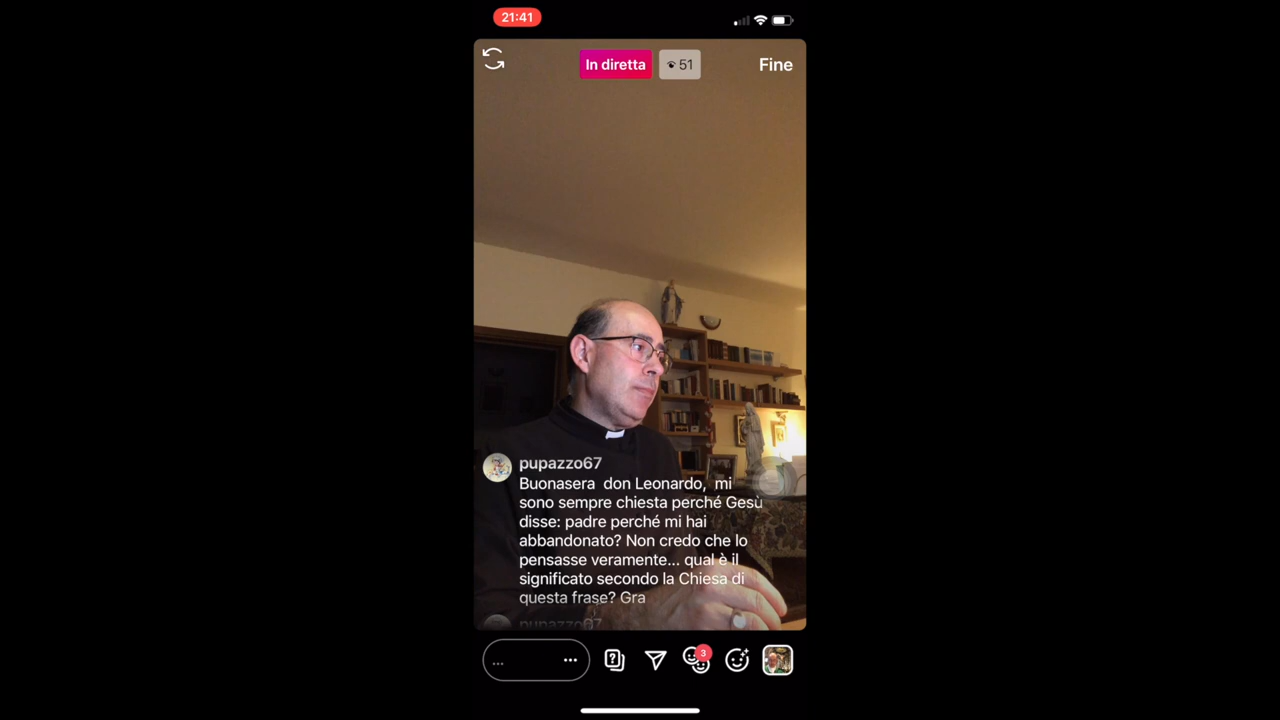 21:41
In diretta 51 Fine
pupazzo67
Buonasera don Leonardo, mi
sono sempre chiesta perché Gesù
disse: padre perché mi hai
abbandonato? Non credo che lo
pensasse veramente... qual è il
significato secondo la Chiesa di
questa frase? Gra
pupazzo67
... ...
3